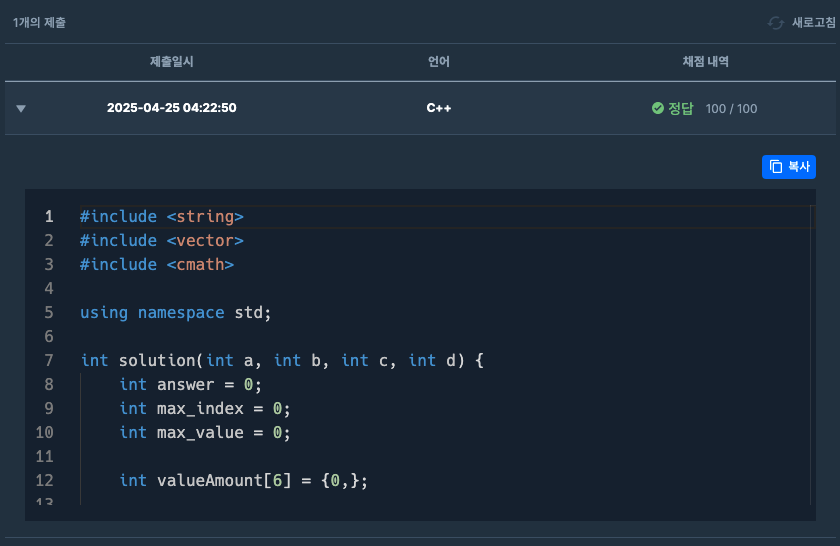 1개의 제출 새로고침
제출일시 언어 채점 내역
2025-04-25 04:22:50 C++ 정답 100 / 100
복사
1 #include <string>
2 #include <vector>
3 #include <cmath>
4
5 using namespace std;
6
7 int solution(int a, int b, int c, int d) {
8 int answer = 0;
9 int max_index = 0;
10 int max_value = 0;
11
12 int valueAmount[6] = {0,};
13